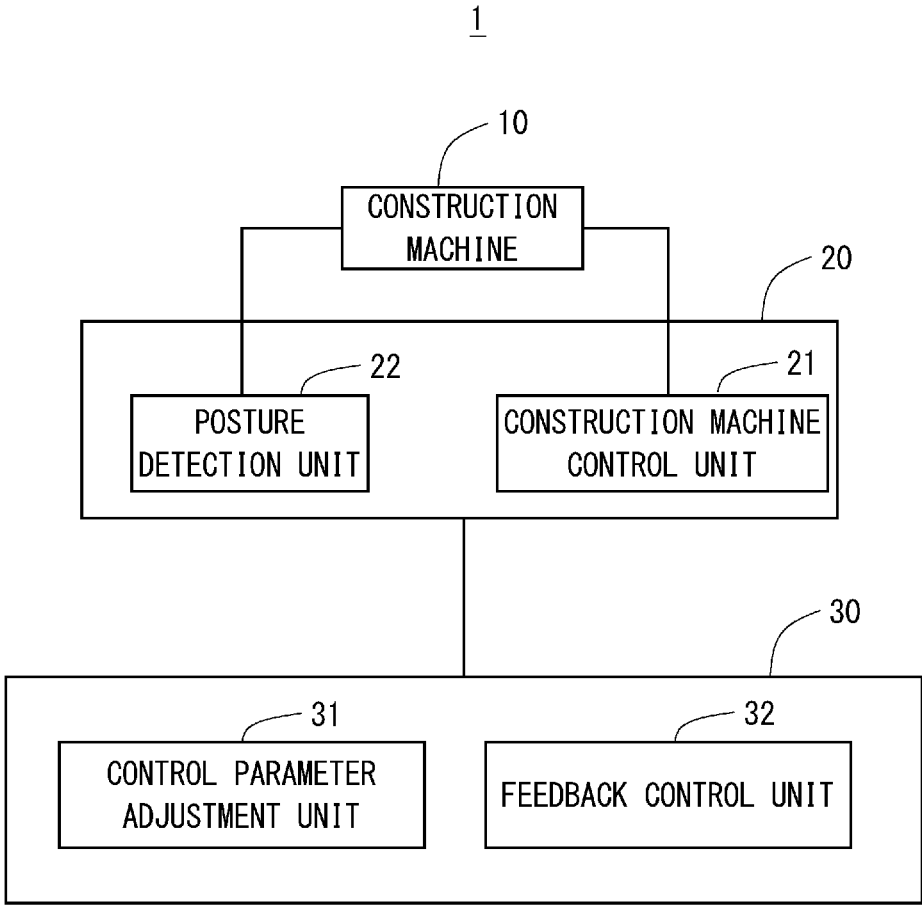 1
10
CONSTRUCTION
MACHINE
20
22
21
POSTURE
DETECTION UNIT
CONSTRUCTION MACHINE
CONTROL UNIT
30
31
32
CONTROL PARAMETER
ADJUSTMENT UNIT
FEEDBACK CONTROL UNIT